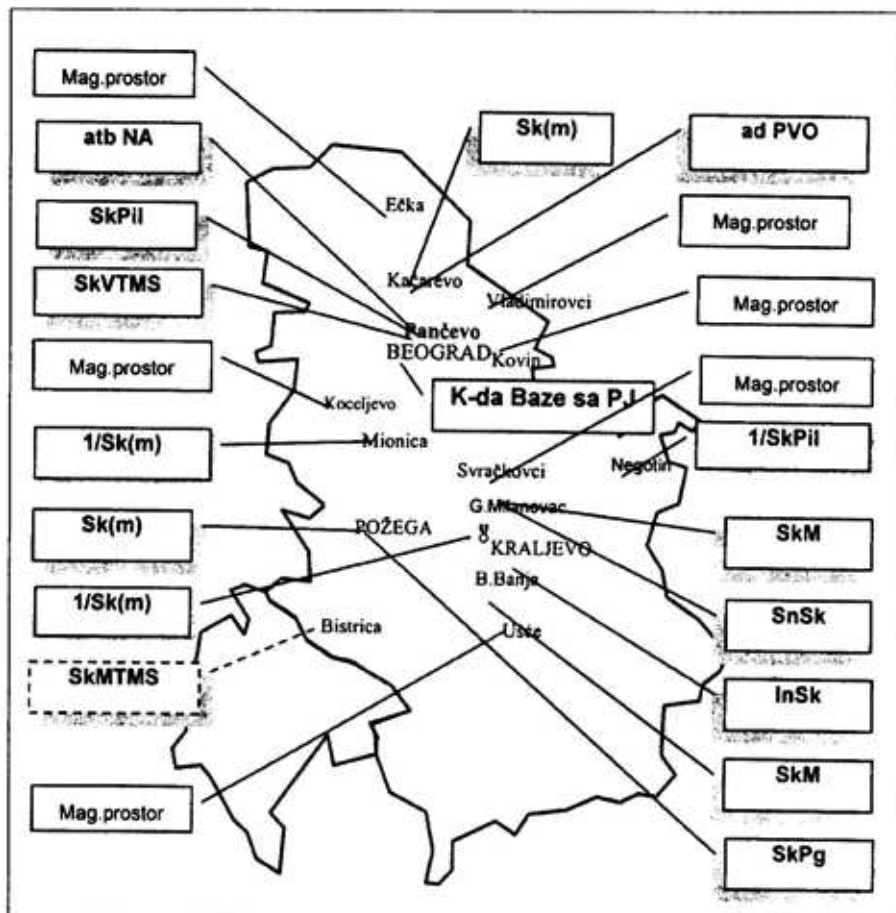 Mag.prostor
atb NA
SkPil
SkVTMS
Mag.prostor
1/Sk(m)
Sk(m)
1/Sk(m)
SkMTMS
Mag.prostor
Sk(m)
Ečka
Kačarevo
Vladimirovci
Pančevo
BEOGRAD
Kovin
Koceljevo
K-da Baze sa PJ
Mionica
Svračkovci
Negotin
G.Milanovac
POŽEGA
KRALJEVO
B.Banja
Bistrica
Ušće
ad PVO
Mag.prostor
Mag.prostor
Mag.prostor
1/SkPil
SkM
SnSk
InSk
SkM
SkPg